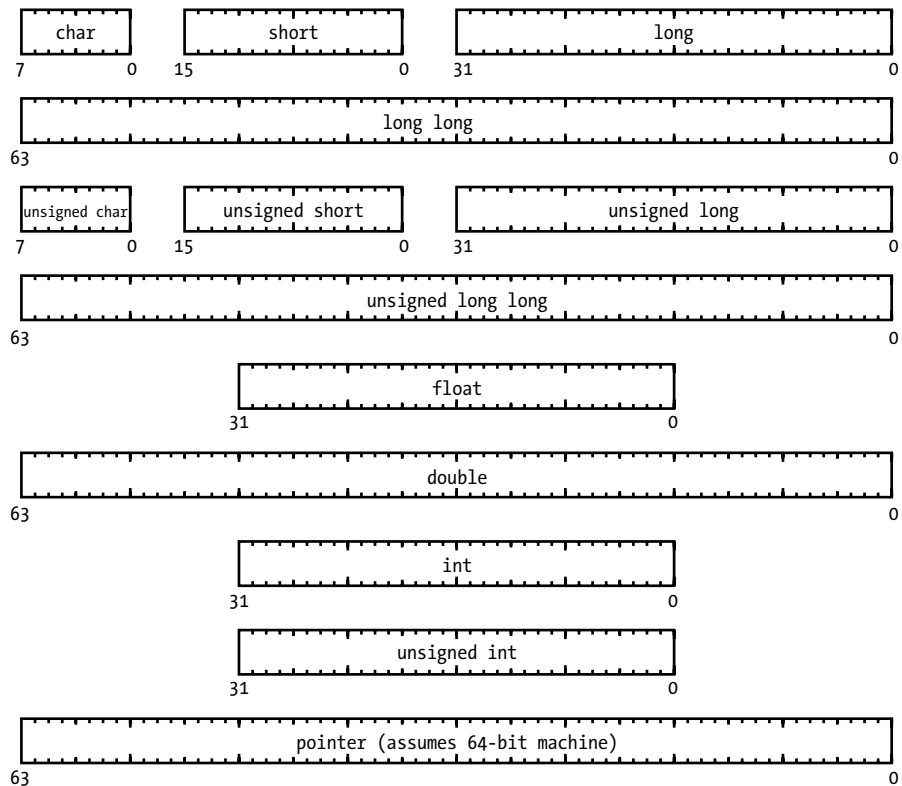 char short long
7 0 15 0 31 0
long long
63 0
unsigned char unsigned short unsigned long
7 0 15 0 31 0
unsigned long long
63 0
float
31 0
double
63 0
int
31 0
unsigned int
31 0
pointer (assumes 64-bit machine)
63 0